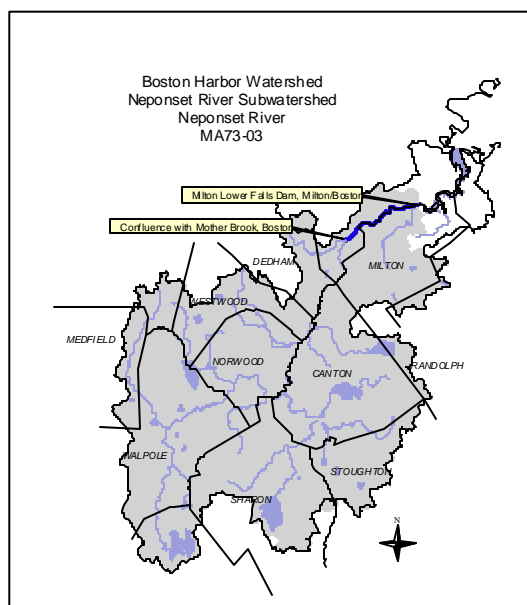 Boston Harbor Watershed
Neponset River Subwatershed
Neponset River
MA73-03
Milton Lower Falls Dam, Milton/Boston
Confluence with Mother Brook, Boston
DEDHAM
MILTON
WESTWOOD
MEDFIELD
NORWOOD
CANTON
RANDOLPH
WALPOLE
STOUGHTON
SHARON
N